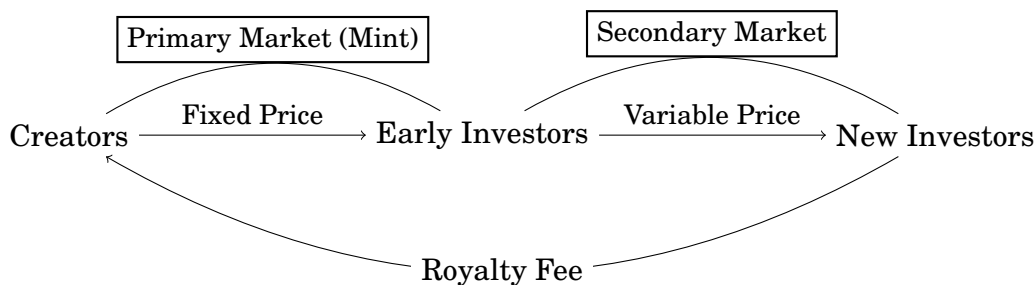 Primary Market (Mint)
Secondary Market
Fixed Price
Variable Price
Creators
Early Investors
New Investors
Royalty Fee